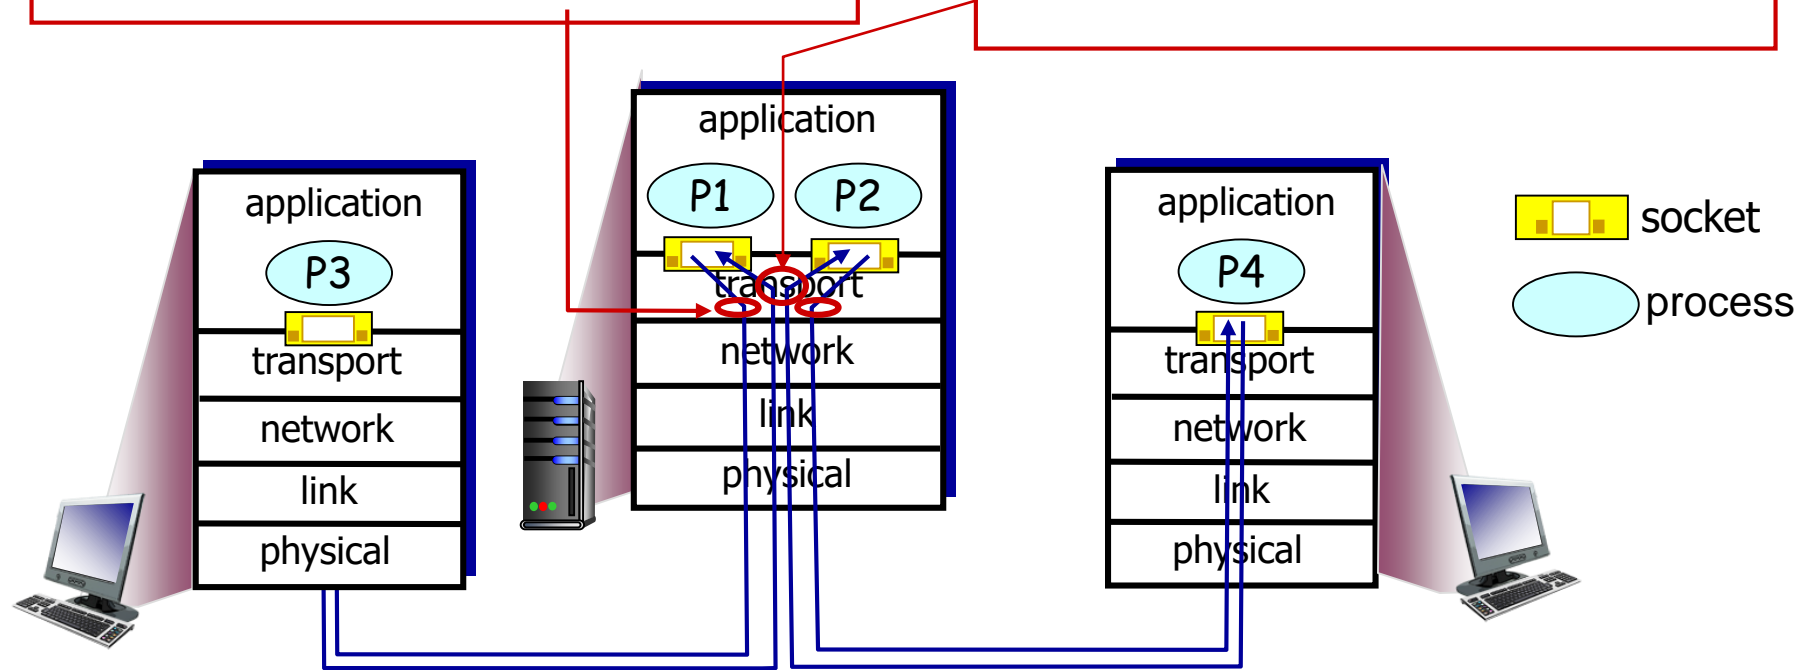 application
P3
transport
network
link
physical
application
P1
P2
transport
network
link
physical
application
P4
transport
network
link
physical
socket
process